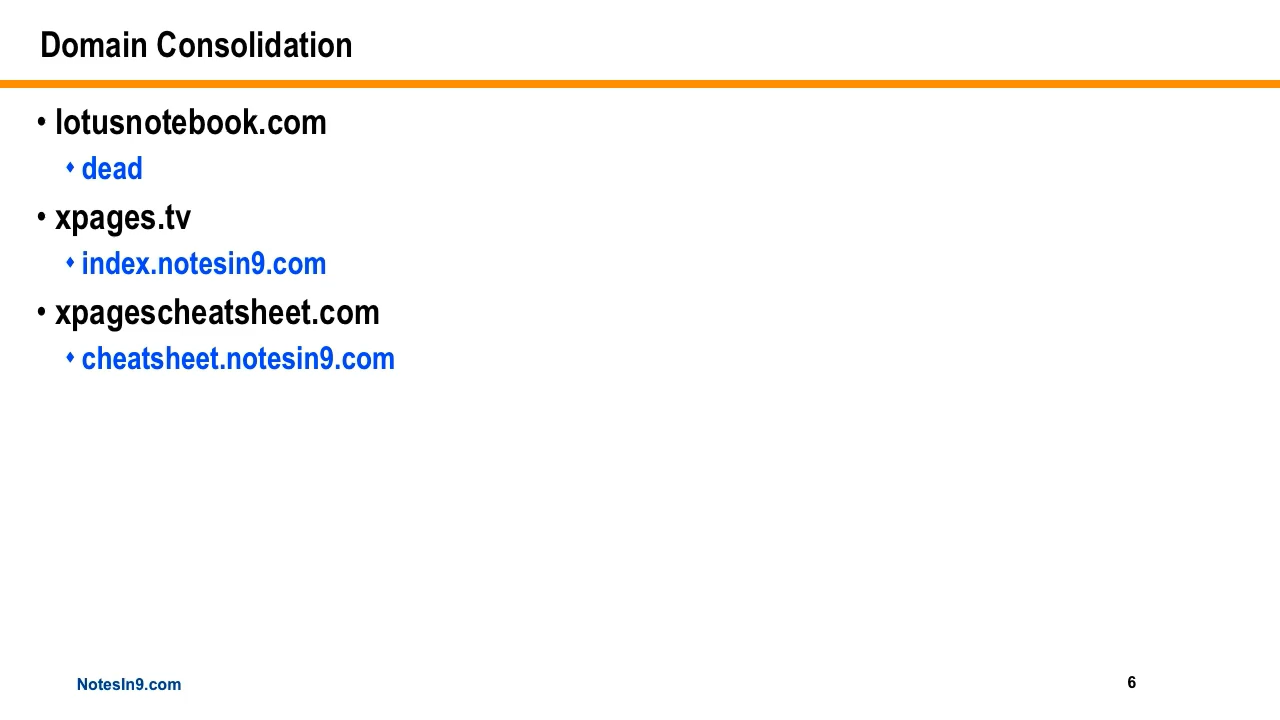 Domain Consolidation
• lotusnotebook.com
♦ dead
• xpages.tv
♦ index.notesin9.com
• xpagescheatsheet.com
♦ cheatsheet.notesin9.com
NotesIn9.com
6